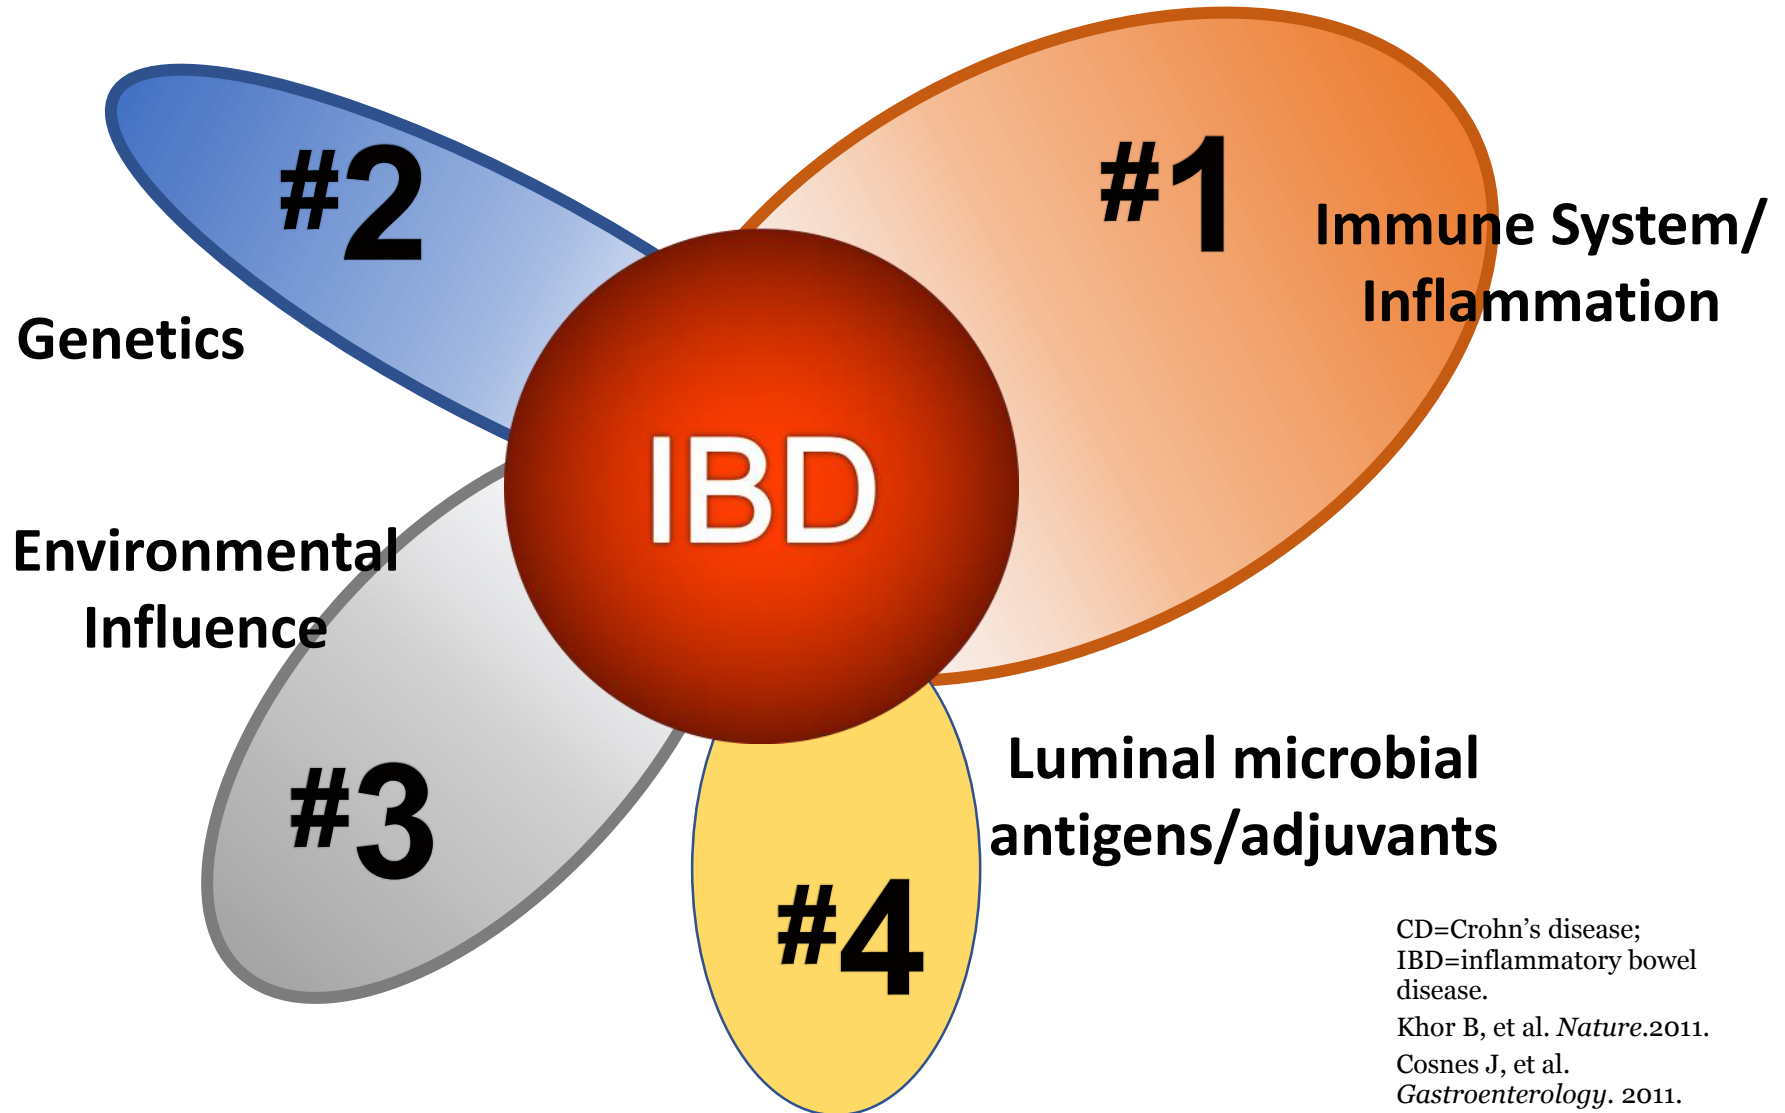 #2
#1
Immune System/
Inflammation
Genetics
IBD
Environmental
Influence
#3
Luminal microbial
antigens/adjuvants
#4
CD=Crohn’s disease;
IBD=inflammatory bowel
disease.
Khor B, et al. Nature.2011.
Cosnes J, et al.
Gastroenterology. 2011.